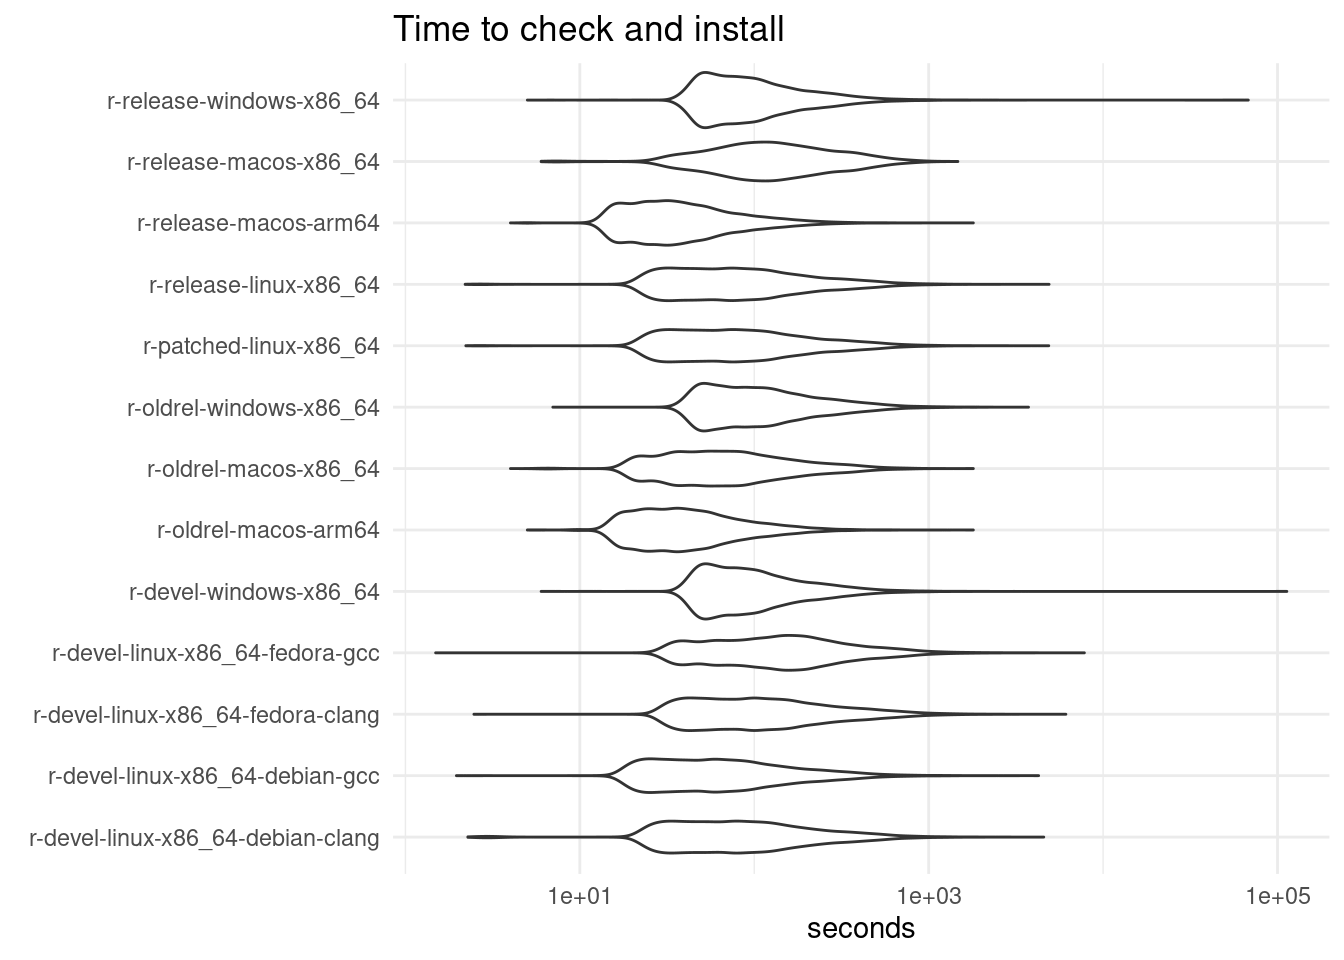 Time to check and install
r-release-windows-x86_64
r-release-macos-x86_64
r-release-macos-arm64
r-release-linux-x86_64
r-patched-linux-x86_64
r-oldrel-windows-x86_64
r-oldrel-macos-x86_64
r-oldrel-macos-arm64
r-devel-windows-x86_64
r-devel-linux-x86_64-fedora-gcc
r-devel-linux-x86_64-fedora-clang
r-devel-linux-x86_64-debian-gcc
r-devel-linux-x86_64-debian-clang
1e+01 1e+03 1e+05
seconds